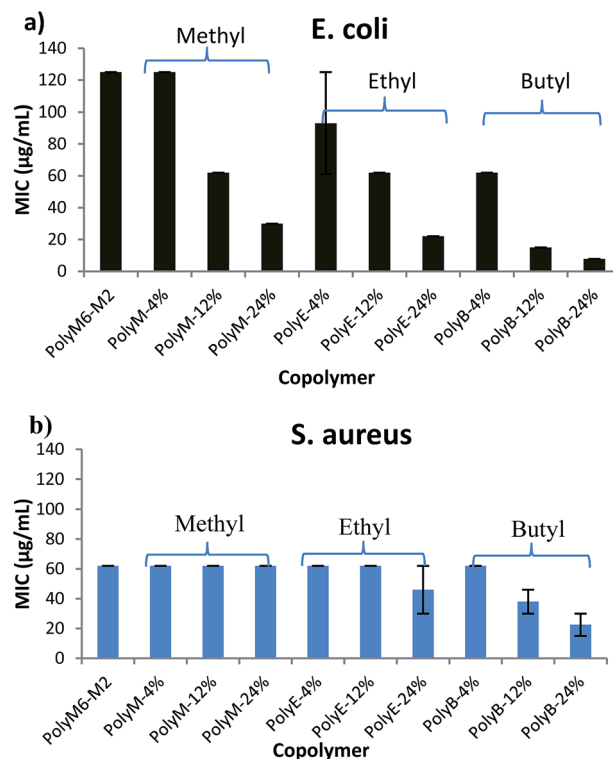 a)
E. coli
Methyl
Ethyl
Butyl
MIC (µg/mL)
140
120
100
80
60
40
20
0
PolyM6-M2
PolyM-4%
PolyM-12%
PolyM-24%
PolyE-4%
PolyE-12%
PolyE-24%
PolyB-4%
PolyB-12%
PolyB-24%
Copolymer
b)
S. aureus
Methyl
Ethyl
Butyl
MIC (µg/mL)
140
120
100
80
60
40
20
0
PolyM6-M2
PolyM-4%
PolyM-12%
PolyM-24%
PolyE-4%
PolyE-12%
PolyE-24%
PolyB-4%
PolyB-12%
PolyB-24%
Copolymer